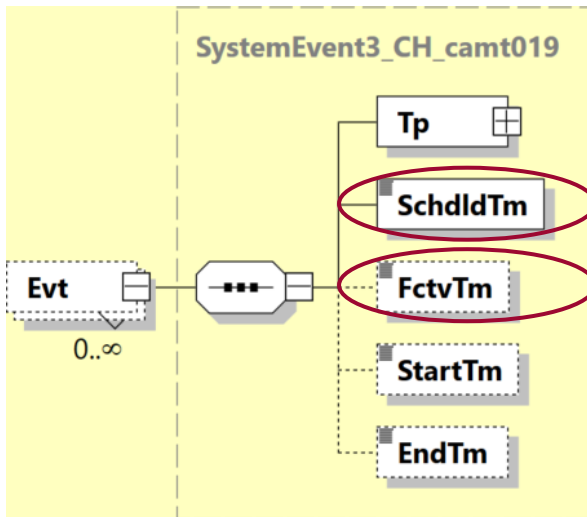 SystemEvent3_CH_camt019
Tp
SchdldTm
FctvTm
Evt
0..∞
StartTm
EndTm